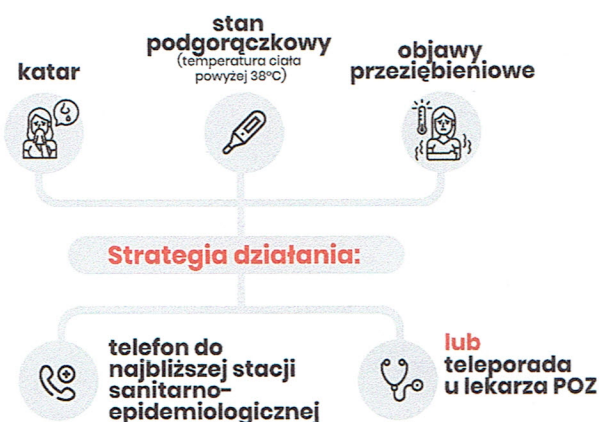 katar
stan
podgorączkowy
(temperatura ciała
powyżej 38°C)
objawy
przeziębieniowe
Strategia działania:
telefon do
najbliższej stacji
sanitarno-
epidemiologicznej
lub
teleporada
u lekarza POZ